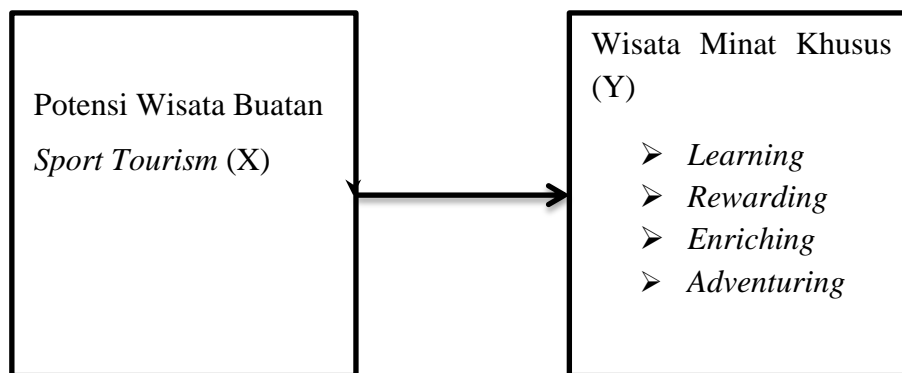 Potensi Wisata Buatan
Sport Tourism (X)
Wisata Minat Khusus
(Y)
➢ Learning
➢ Rewarding
➢ Enriching
➢ Adventuring